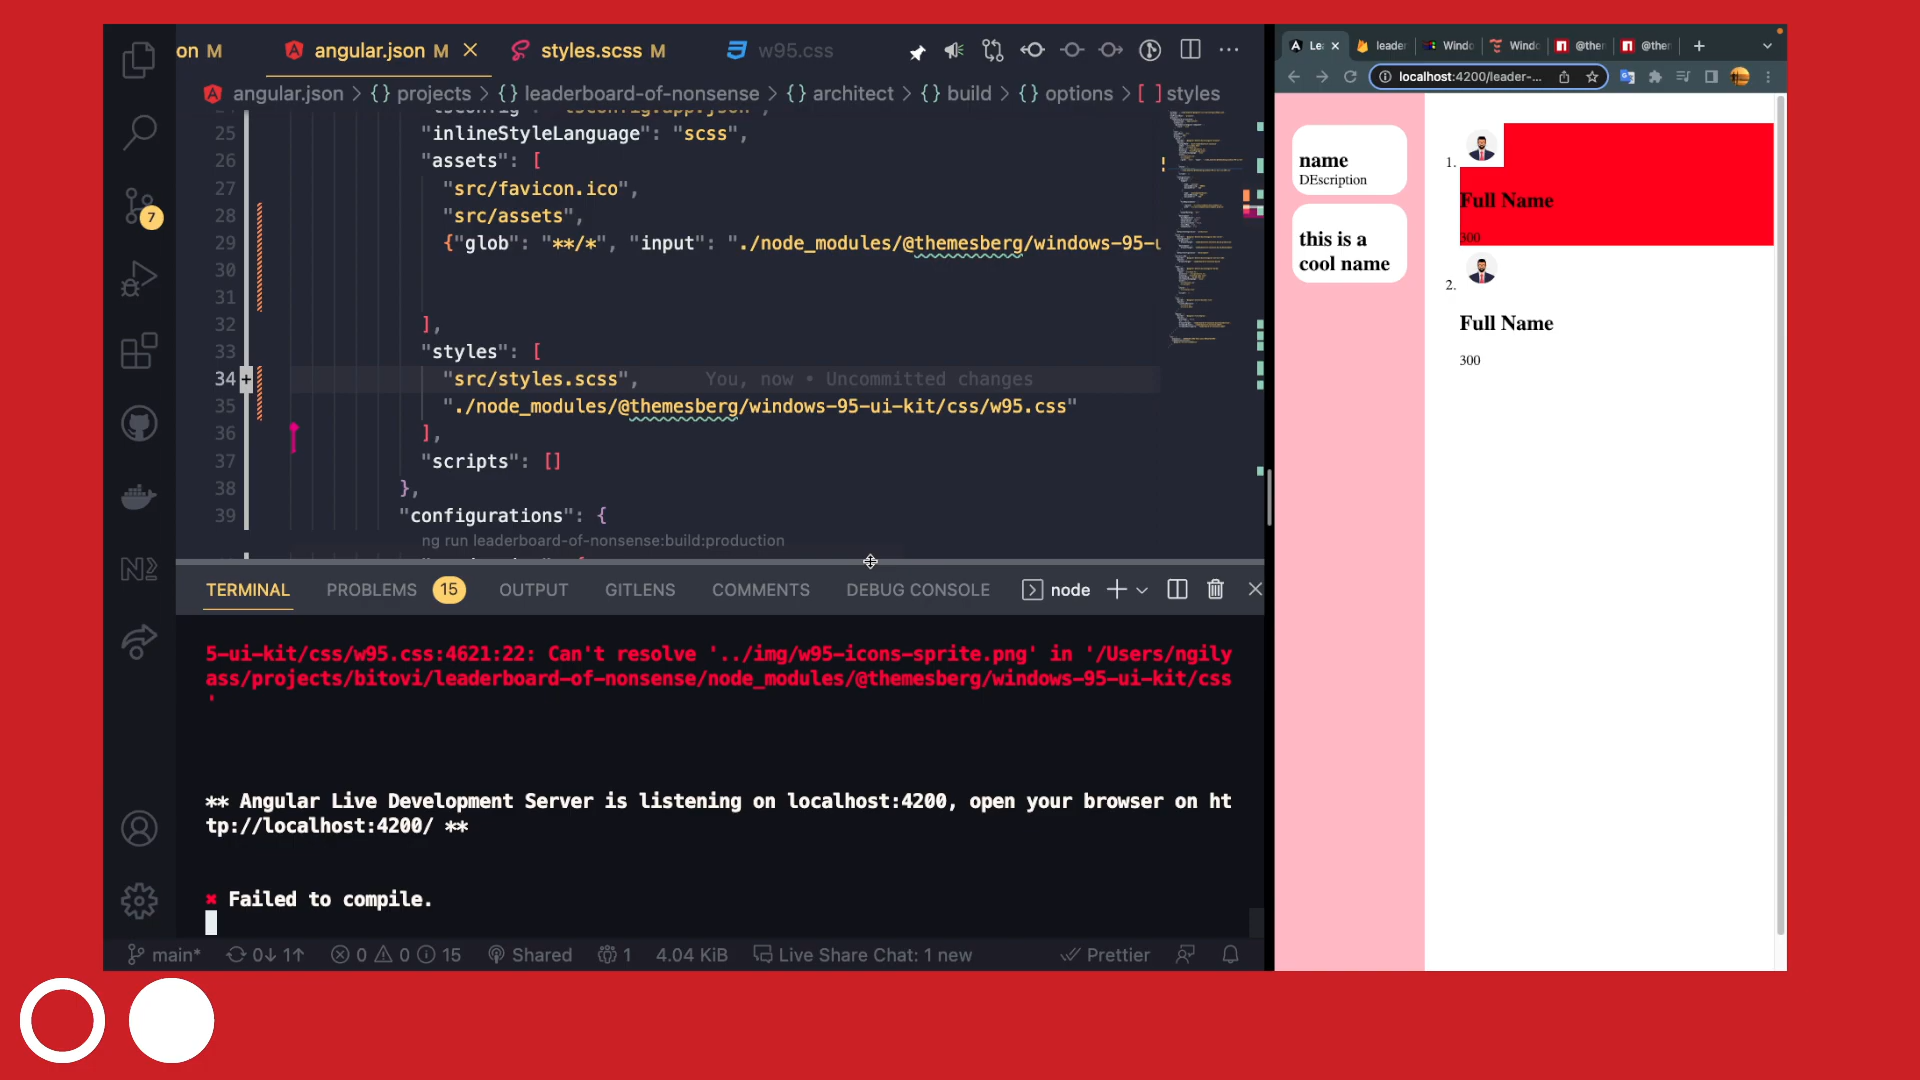 on M
angular.json M
styles.scss M
w95.css
angular.json > {} projects > {} leaderboard-of-nonsense > {} architect > {} build > {} options > [ ] styles
25 "inlineStyleLanguage": "scss",
26 "assets": [
27 "src/favicon.ico",
28 "src/assets",
29 {"glob": "**/*", "input": "./node_modules/@themesberg/windows-95-u
30
31
32 ],
33 "styles": [
34 "src/styles.scss", You, now • Uncommitted changes
35 "./node_modules/@themesberg/windows-95-ui-kit/css/w95.css"
36 ],
37 "scripts": []
38 },
39 "configurations": {
ng run leaderboard-of-nonsense:build:production
TERMINAL PROBLEMS 15 OUTPUT GITLENS COMMENTS DEBUG CONSOLE node
5-ui-kit/css/w95.css:4621:22: Can't resolve '../img/w95-icons-sprite.png' in '/Users/ngily
ass/projects/bitovi/leaderboard-of-nonsense/node_modules/@themesberg/windows-95-ui-kit/css
'
** Angular Live Development Server is listening on localhost:4200, open your browser on ht
tp://localhost:4200/ **
✖ Failed to compile.
7
main* 0↓ 1↑ 0 0 15 Shared 1 4.04 KiB Live Share Chat: 1 new Prettier
Le leader Windo Windo @then @then
localhost:4200/leader-...
name
DEscription
this is a
cool name
1.
Full Name
300
2.
Full Name
300